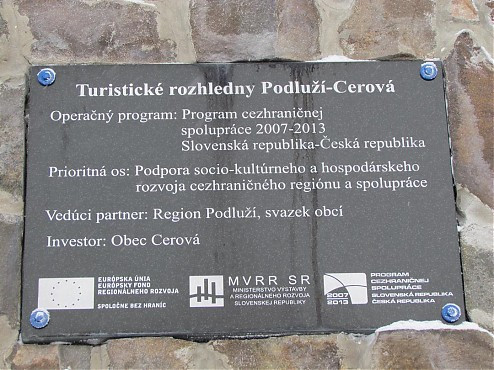 Turistické rozhledny Podluží-Cerová
Operačný program: Program cezhraničnej
spolupráce 2007-2013
Slovenská republika-Česká republika
Prioritná os: Podpora socio-kultúrneho a hospodárskeho
rozvoja cezhraničného regiónu a spolupráce
Vedúci partner: Region Podluží, svazek obcí
Investor: Obec Cerová
EURÓPSKA ÚNIA
EURÓPSKY FOND
REGIONÁLNEHO ROZVOJA
SPOLOČNE BEZ HRANÍC
MVRR SR
MINISTERSTVO VÝSTAVBY
A REGIONÁLNEHO ROZVOJA
SLOVENSKEJ REPUBLIKY
2007
2013
PROGRAM
CEZHRANIČNEJ
SPOLUPRÁCE
SLOVENSKÁ REPUBLIKA
ČESKÁ REPUBLIKA